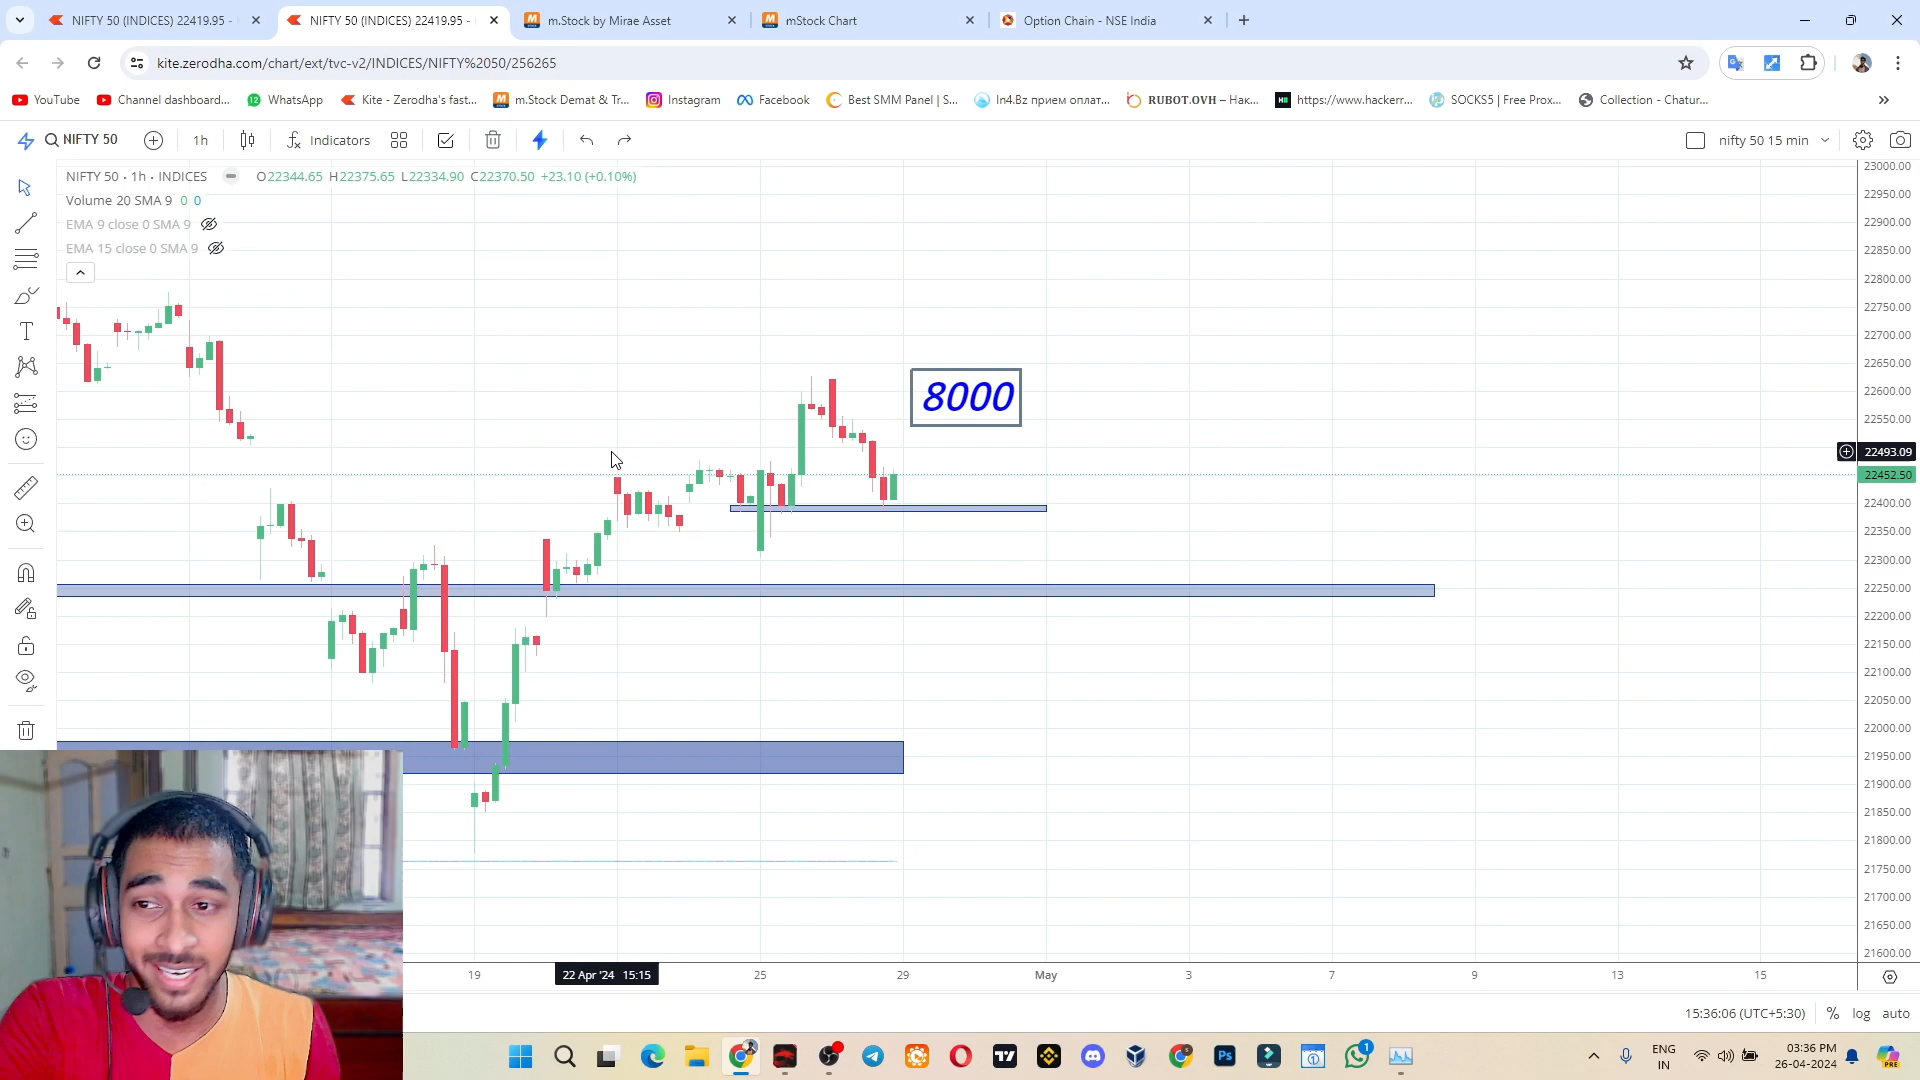 NIFTY 50 (INDICES) 22419.95 -
NIFTY 50 (INDICES) 22419.95 -
m.Stock by Mirae Asset
mStock Chart
Option Chain - NSE India
kite.zerodha.com/chart/ext/tvc-v2/INDICES/NIFTY%2050/256265
YouTube
Channel dashboard...
WhatsApp
Kite - Zerodha's fast...
m.Stock Demat & Tr...
Instagram
Facebook
Best SMM Panel | S...
In4.Bz прием оплат...
RUBOT.OVH – Нак...
https://www.hackerr...
SOCKS5 | Free Prox...
Collection - Chatur...
NIFTY 50
1h
Indicators
nifty 50 15 min
NIFTY 50 · 1h · INDICES O22344.65 H22375.65 L22334.90 C22370.50 +23.10 (+0.10%)
Volume 20 SMA 9 0 0
EMA 9 close 0 SMA 9
EMA 15 close 0 SMA 9
8000
23000.00
22950.00
22900.00
22850.00
22800.00
22750.00
22700.00
22650.00
22600.00
22550.00
22493.09
22452.50
22400.00
22350.00
22300.00
22250.00
22200.00
22150.00
22100.00
22050.00
22000.00
21950.00
21900.00
21850.00
21800.00
21750.00
21700.00
21650.00
21600.00
19
22 Apr '24 15:15
25
29
May
3
7
9
13
15
15:36:06 (UTC+5:30)
%
log
auto
ENG
IN
03:36 PM
26-04-2024
1
Ps
PRE